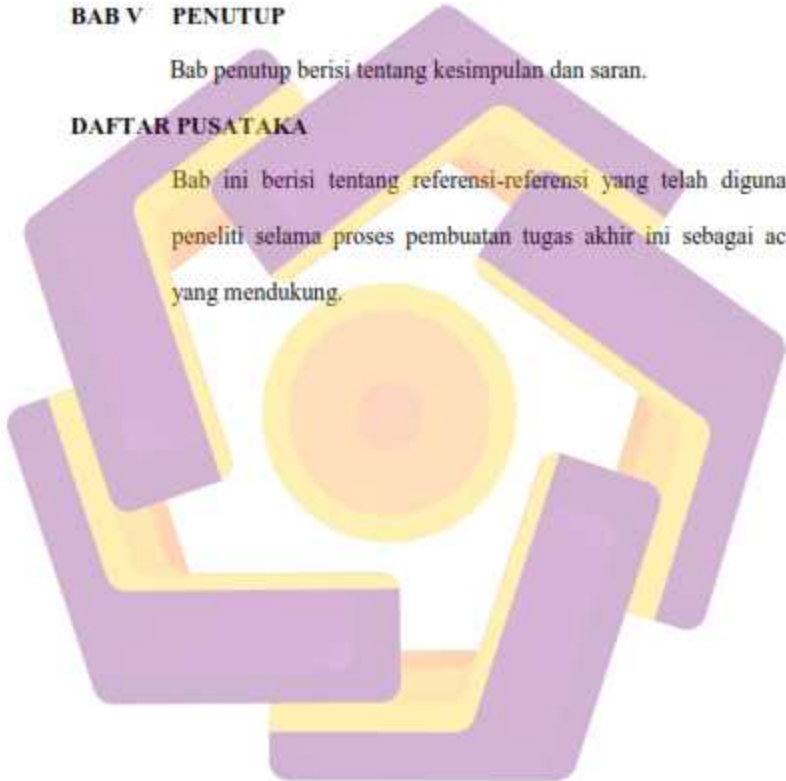 BAB V PENUTUP
Bab penutup berisi tentang kesimpulan dan saran.
DAFTAR PUSATAKA
Bab ini berisi tentang referensi-referensi yang telah diguna
peneliti selama proses pembuatan tugas akhir ini sebagai ac
yang mendukung.